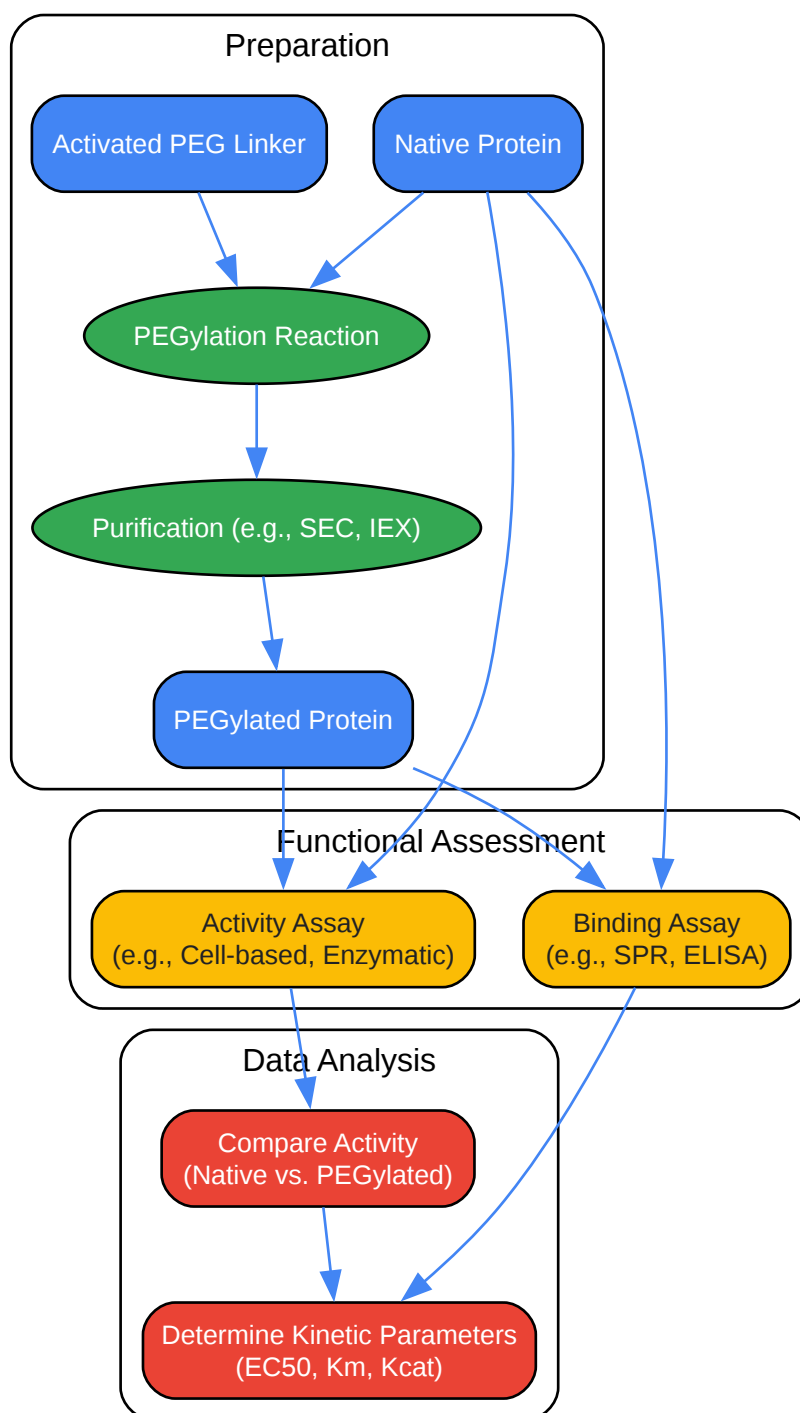 Preparation
Activated PEG Linker
Native Protein
PEGylation Reaction
Purification (e.g., SEC, IEX)
PEGylated Protein
Functional Assessment
Activity Assay
(e.g., Cell-based, Enzymatic)
Binding Assay
(e.g., SPR, ELISA)
Data Analysis
Compare Activity
(Native vs. PEGylated)
Determine Kinetic Parameters
(EC50, Km, Kcat)